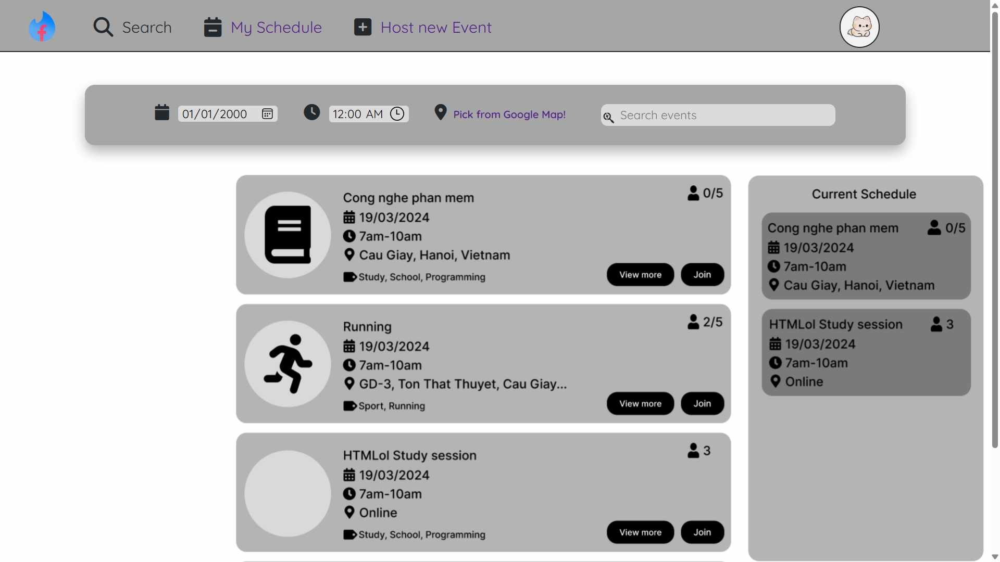 Search
My Schedule
Host new Event
01/01/2000
12:00 AM
Pick from Google Map!
Search events
Cong nghe phan mem
0/5
19/03/2024
7am-10am
Cau Giay, Hanoi, Vietnam
Study, School, Programming
View more
Join
Running
2/5
19/03/2024
7am-10am
GD-3, Ton That Thuyet, Cau Giay...
Sport, Running
View more
Join
HTMLol Study session
3
19/03/2024
7am-10am
Online
Study, School, Programming
View more
Join
Current Schedule
Cong nghe phan mem
0/5
19/03/2024
7am-10am
Cau Giay, Hanoi, Vietnam
HTMLol Study session
3
19/03/2024
7am-10am
Online